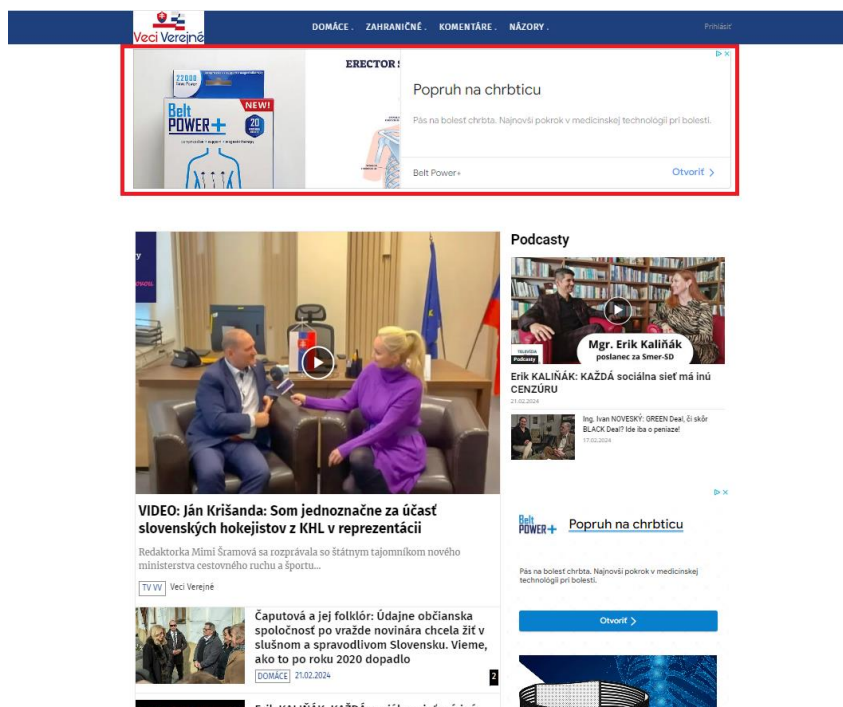 Veci Verejné
DOMÁCE . ZAHRANIČNÉ . KOMENTÁRE . NÁZORY .
Prihlásiť
22000
Belt
POWER+
NEW!
20
ERECTOR S
Popruh na chrbticu
Pás na bolesť chrbta. Najnovší pokrok v medicínskej technológii pri bolesti.
Belt Power+
Otvoriť
VIDEO: Ján Krišanda: Som jednoznačne za účasť
slovenských hokejistov z KHL v reprezentácii
Redaktorka Mimi Šramová sa rozprávala so štátnym tajomníkom nového
ministerstva cestovného ruchu a športu...
TV VV Veci Verejné
Čaputová a jej folklór: Údajne občianska
spoločnosť po vražde novinára chcela žiť v
slušnom a spravodlivom Slovensku. Vieme,
ako to po roku 2020 dopadlo
DOMÁCE 21.02.2024
2
Podcasty
Mgr. Erik Kaliňák
poslanec za Smer-SD
TELEVÍZIA
Podcasty
Erik KALIŇÁK: KAŽDÁ sociálna sieť má inú
CENZÚRU
21.02.2024
Ing. Ivan NOVESKÝ: GREEN Deal, či skôr
BLACK Deal? Ide iba o peniaze!
17.02.2024
Belt
POWER+
Popruh na chrbticu
Pás na bolesť chrbta. Najnovší pokrok v medicínskej
technológii pri bolesti.
Otvoriť